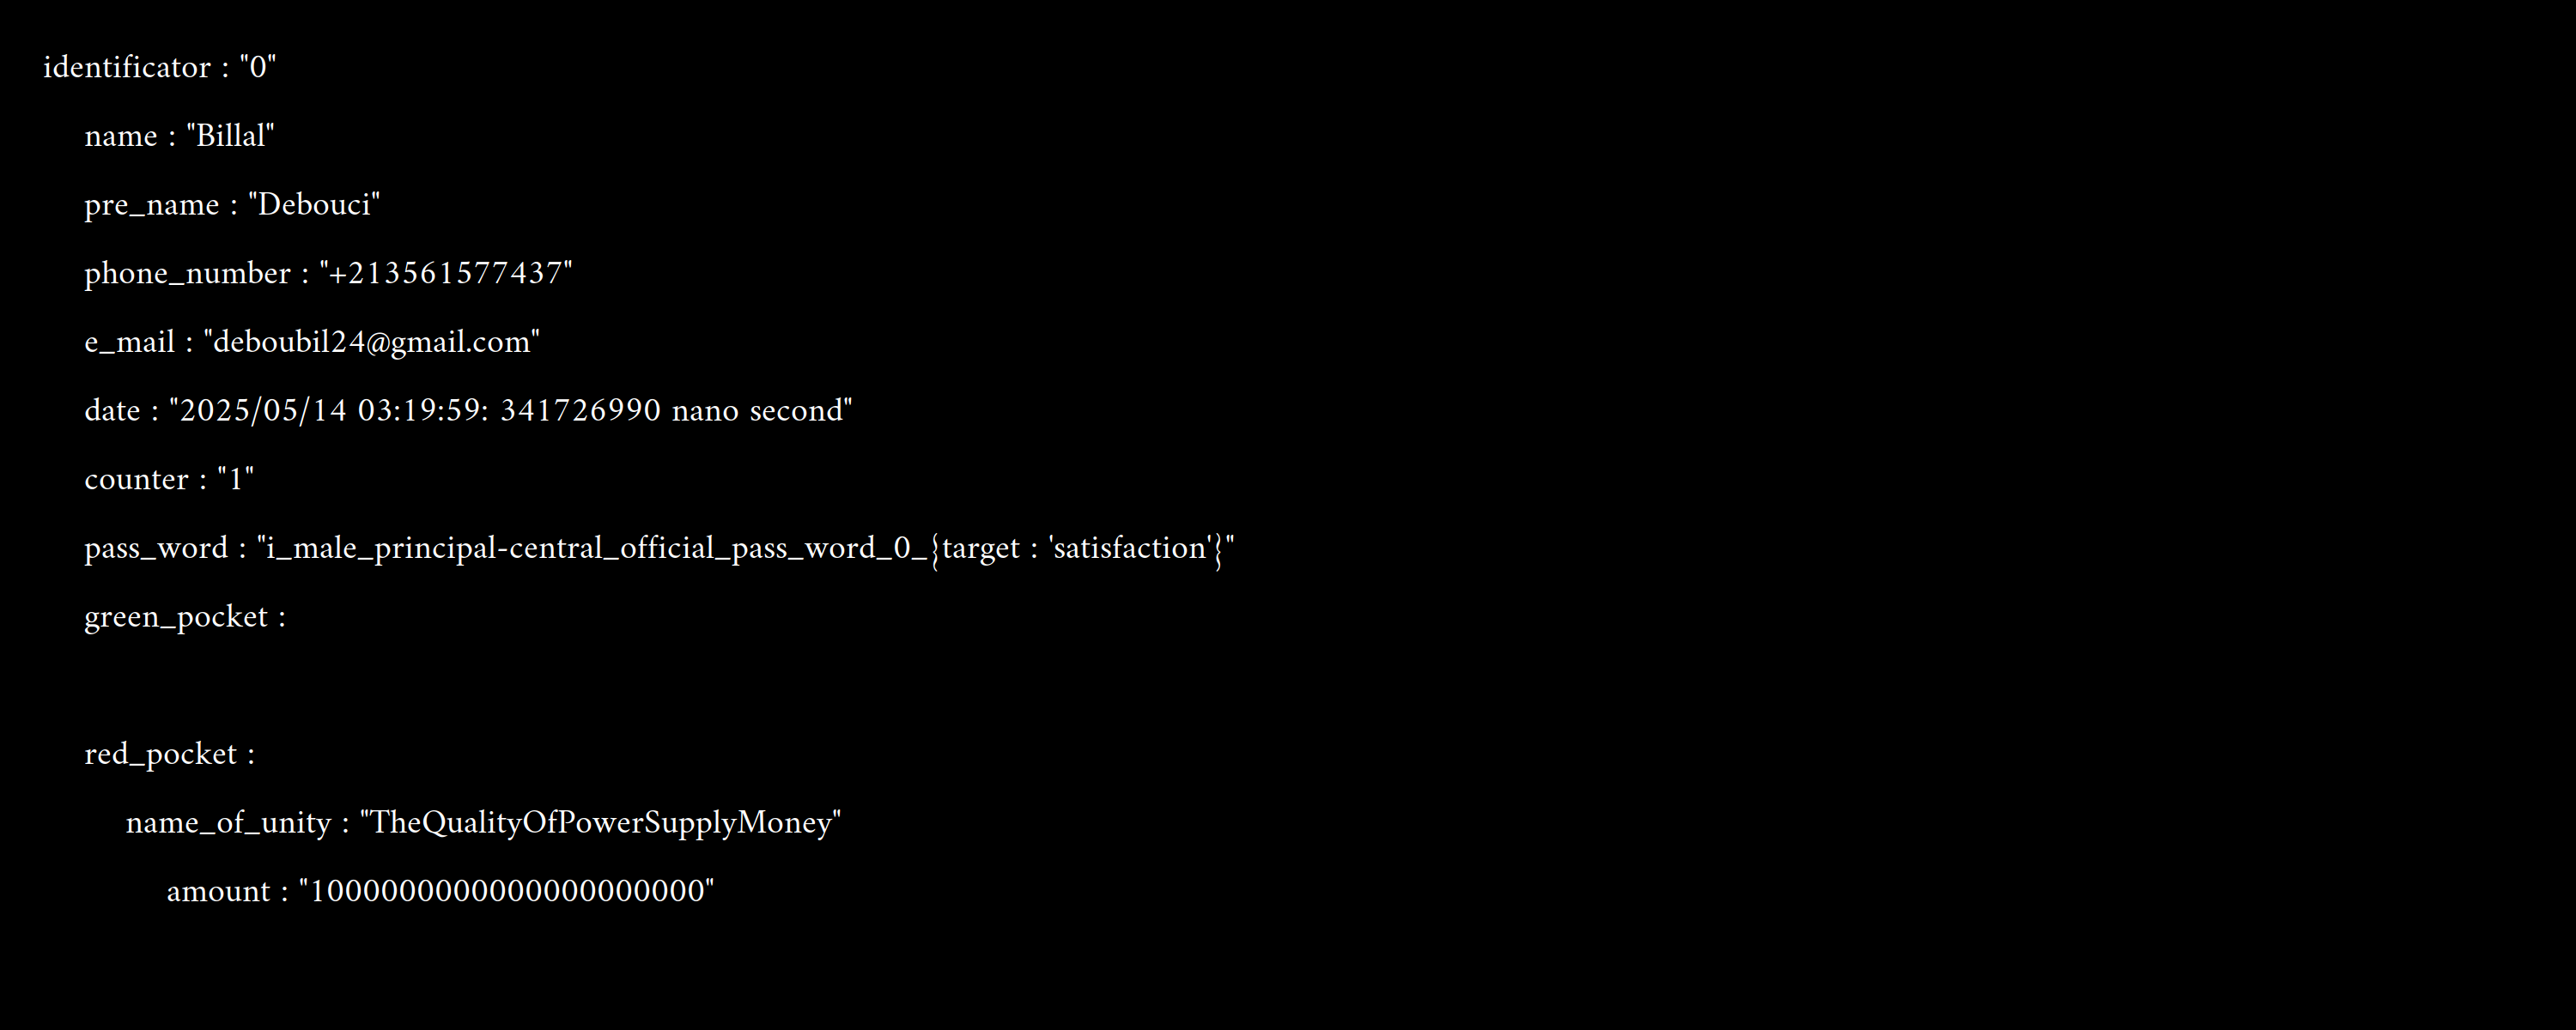 identificator : "0"
name : "Billal"
pre_name : "Debouci"
phone_number : "+213561577437"
e_mail : "deboubil24@gmail.com"
date : "2025/05/14 03:19:59: 341726990 nano second"
counter : "1"
pass_word : "i_male_principal-central_official_pass_word_0_{target : 'satisfaction'}"
green_pocket :
red_pocket :
name_of_unity : "TheQualityOfPowerSupplyMoney"
amount : "1000000000000000000000"